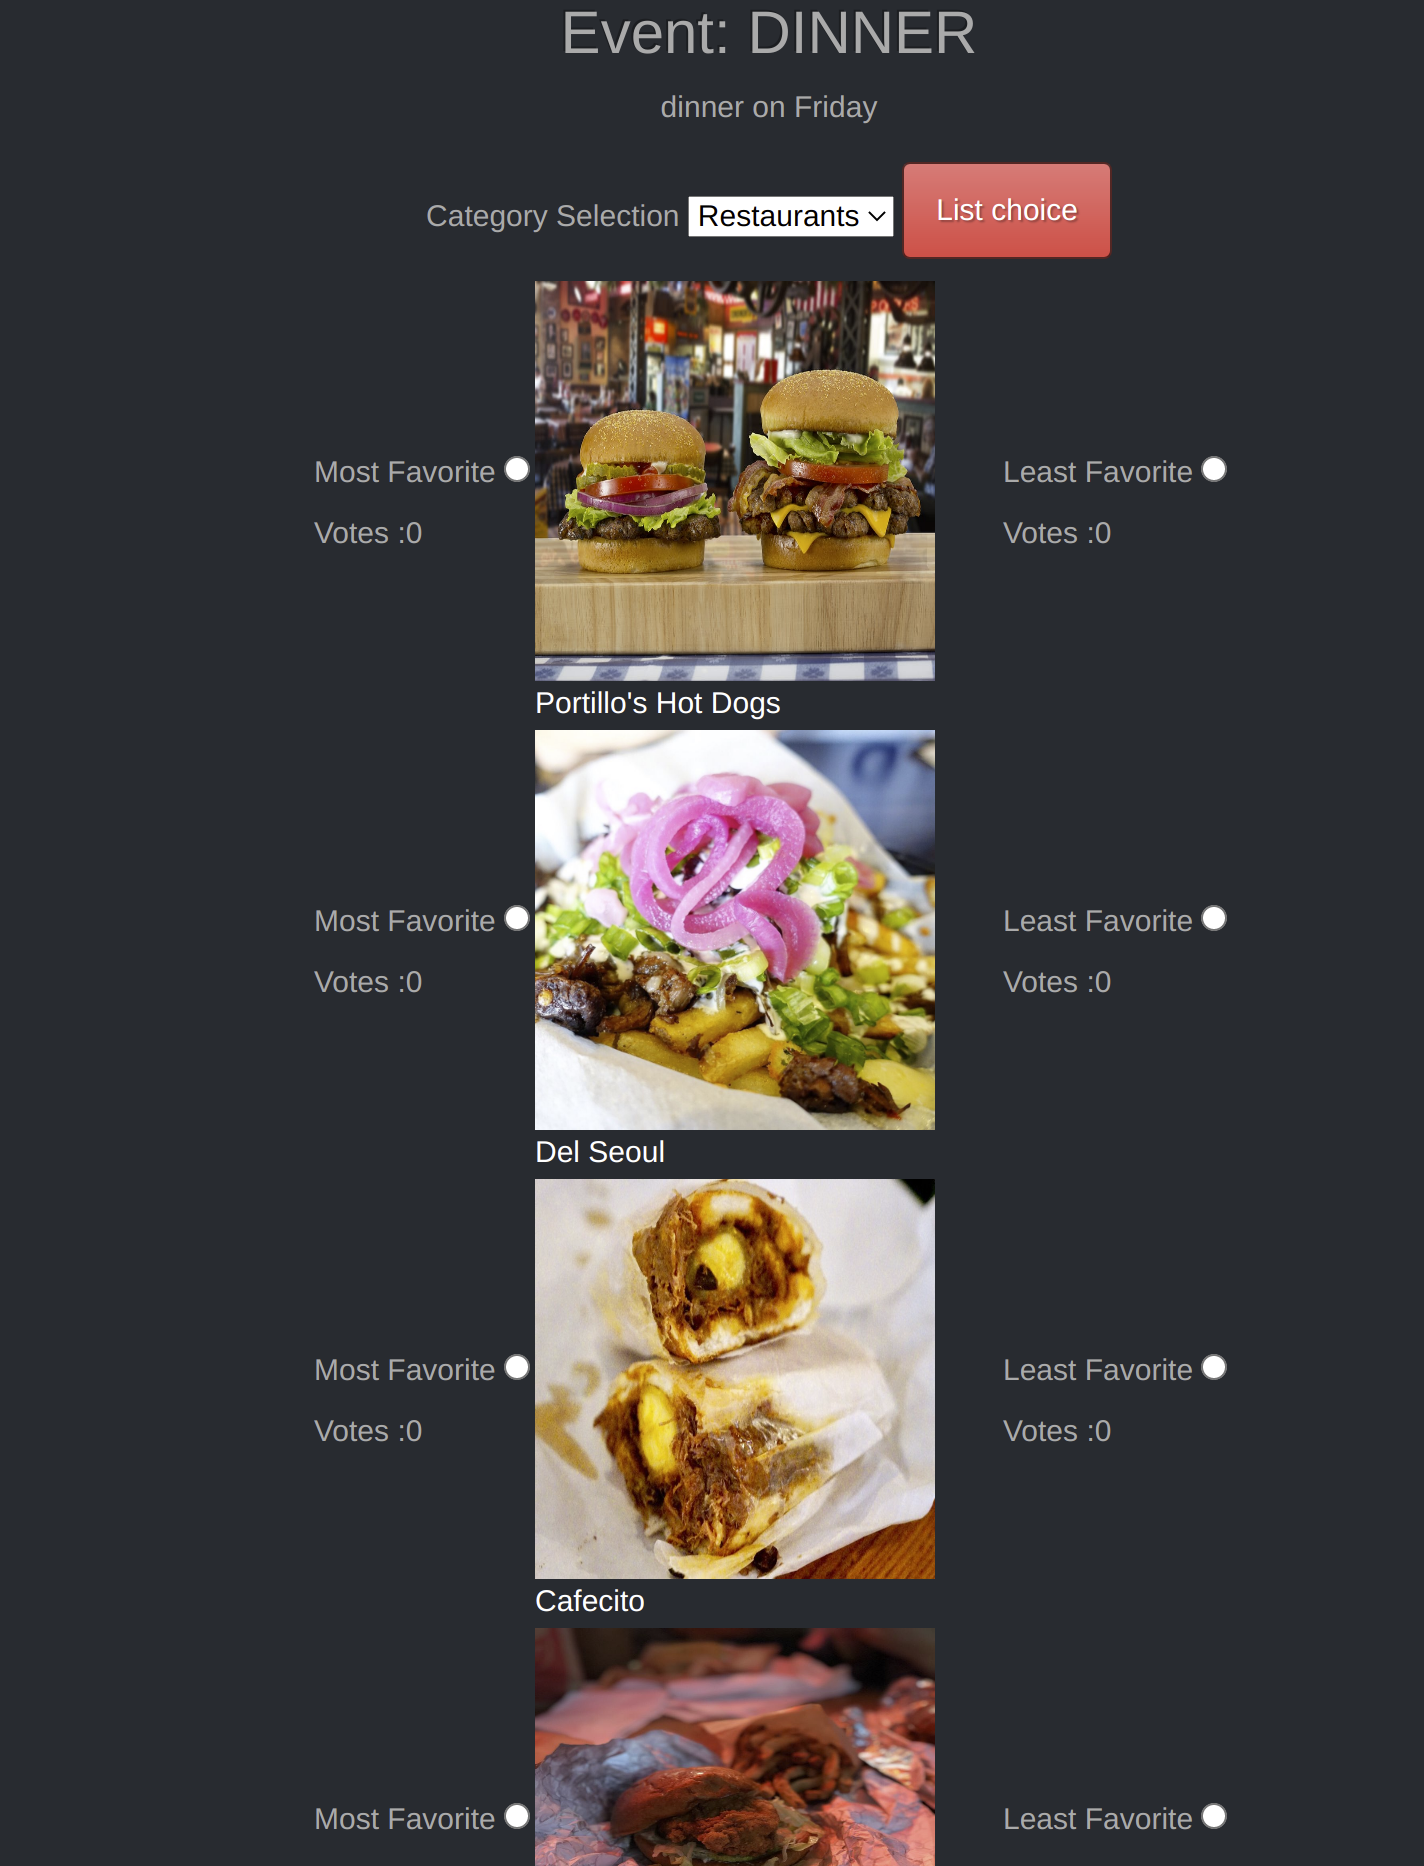 Event: DINNER
dinner on Friday
Category Selection Restaurants List choice
Most Favorite
Votes :0
Least Favorite
Votes :0
Portillo's Hot Dogs
Most Favorite
Votes :0
Least Favorite
Votes :0
Del Seoul
Most Favorite
Votes :0
Least Favorite
Votes :0
Cafecito
Most Favorite
Least Favorite